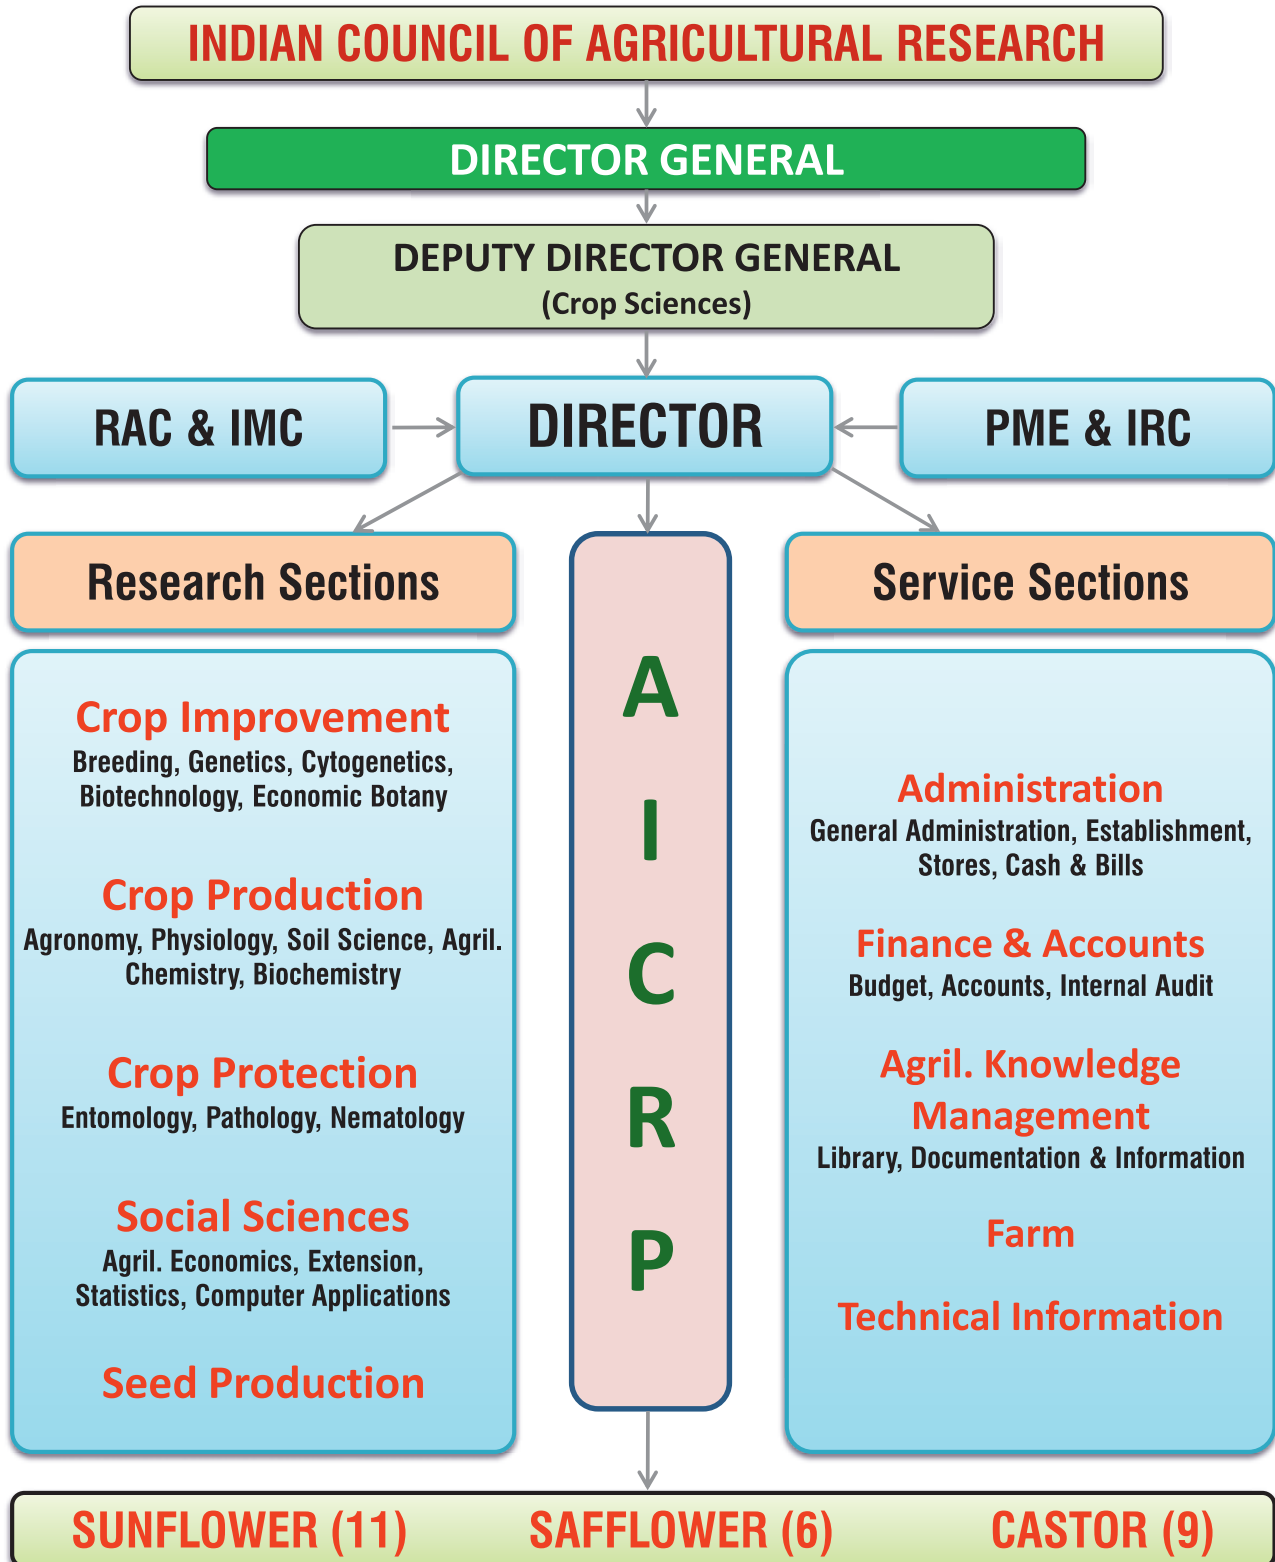 INDIAN COUNCIL OF AGRICULTURAL RESEARCH
DIRECTOR GENERAL
DEPUTY DIRECTOR GENERAL
(Crop Sciences)
RAC & IMC
DIRECTOR
PME & IRC
Research Sections
Crop Improvement
Breeding, Genetics, Cytogenetics,
Biotechnology, Economic Botany
Crop Production
Agronomy, Physiology, Soil Science, Agril.
Chemistry, Biochemistry
Crop Protection
Entomology, Pathology, Nematology
Social Sciences
Agril. Economics, Extension,
Statistics, Computer Applications
Seed Production
A
I
C
R
P
Service Sections
Administration
General Administration, Establishment,
Stores, Cash & Bills
Finance & Accounts
Budget, Accounts, Internal Audit
Agril. Knowledge
Management
Library, Documentation & Information
Farm
Technical Information
SUNFLOWER (11)
SAFFLOWER (6)
CASTOR (9)